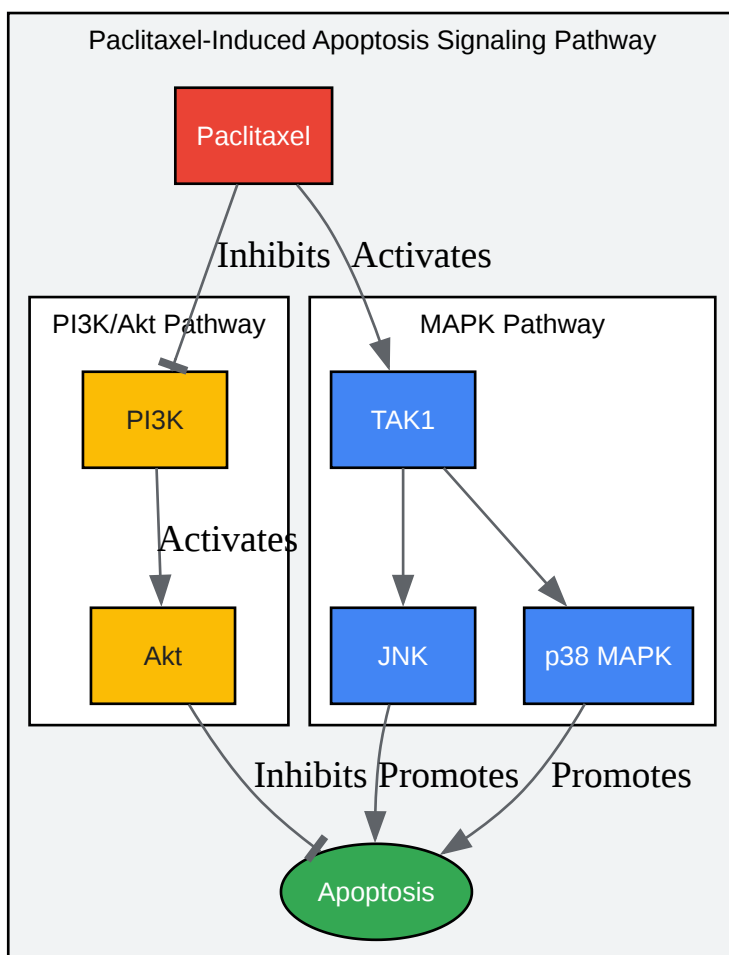 Paclitaxel-Induced Apoptosis Signaling Pathway
Paclitaxel
Inhibits
Activates
PI3K/Akt Pathway
MAPK Pathway
PI3K
TAK1
Activates
Akt
JNK
p38 MAPK
Inhibits
Promotes
Promotes
Apoptosis